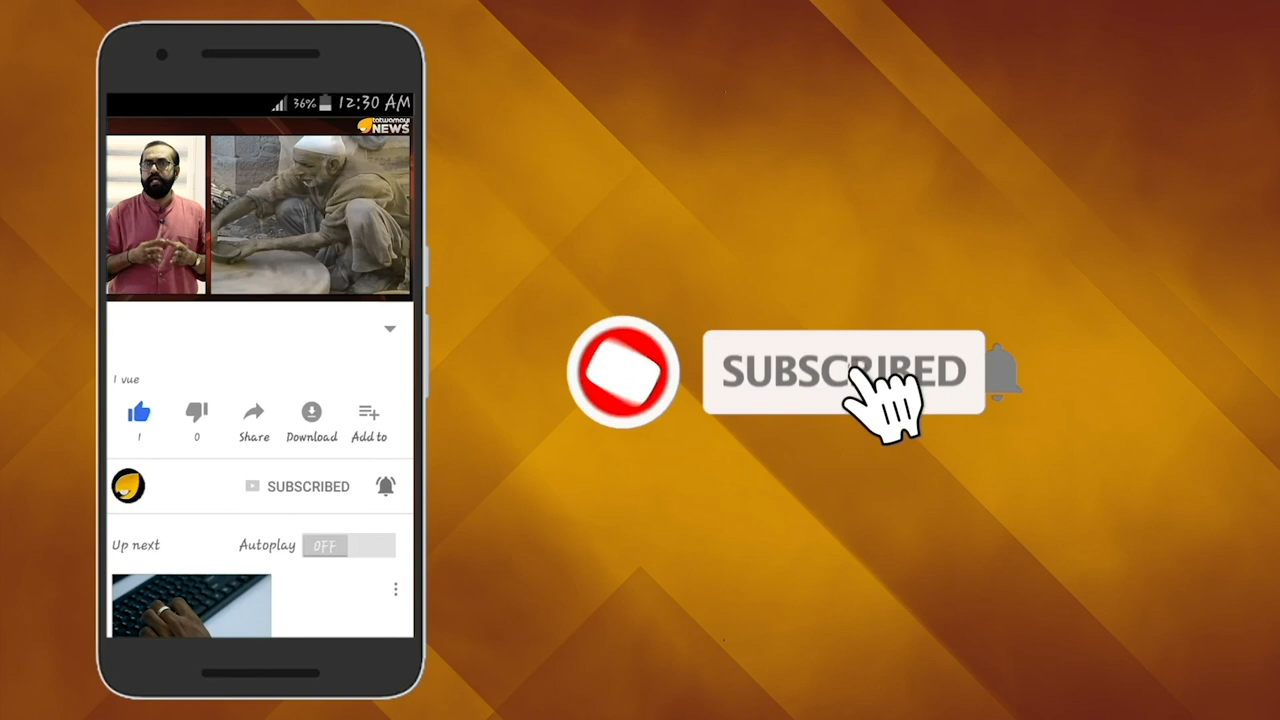 36% 12:30 AM
tatwamayi
NEWS
1 vue
1
0
Share
Download
Add to
SUBSCRIBED
Up next
Autoplay
OFF
SUBSCRIBED